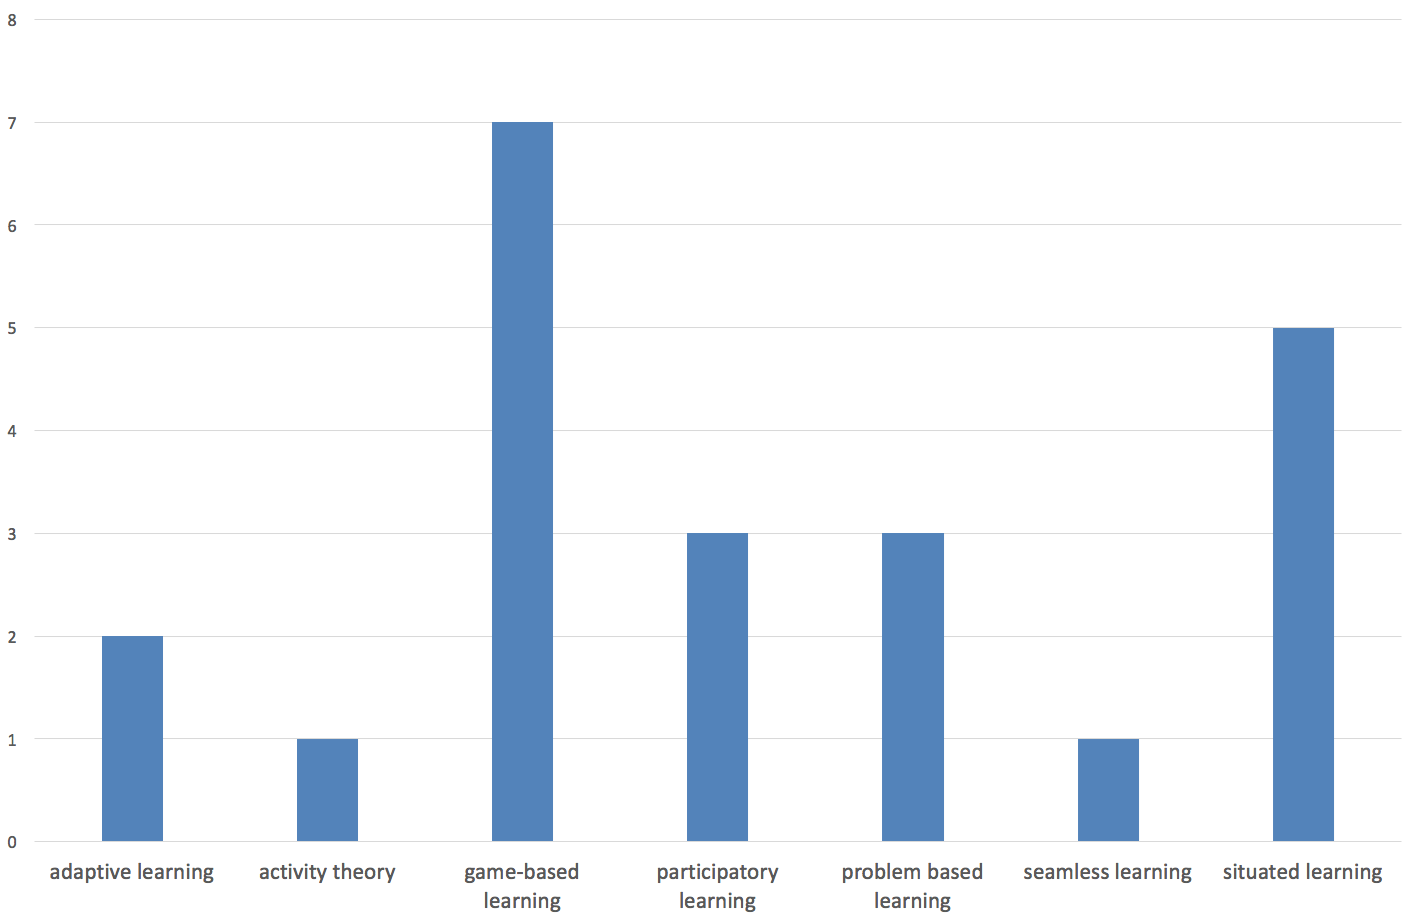 8
7
6
5
4
3
2
1
0
adaptive learning
activity theory
game-based
learning
participatory
learning
problem based
learning
seamless learning
situated learning